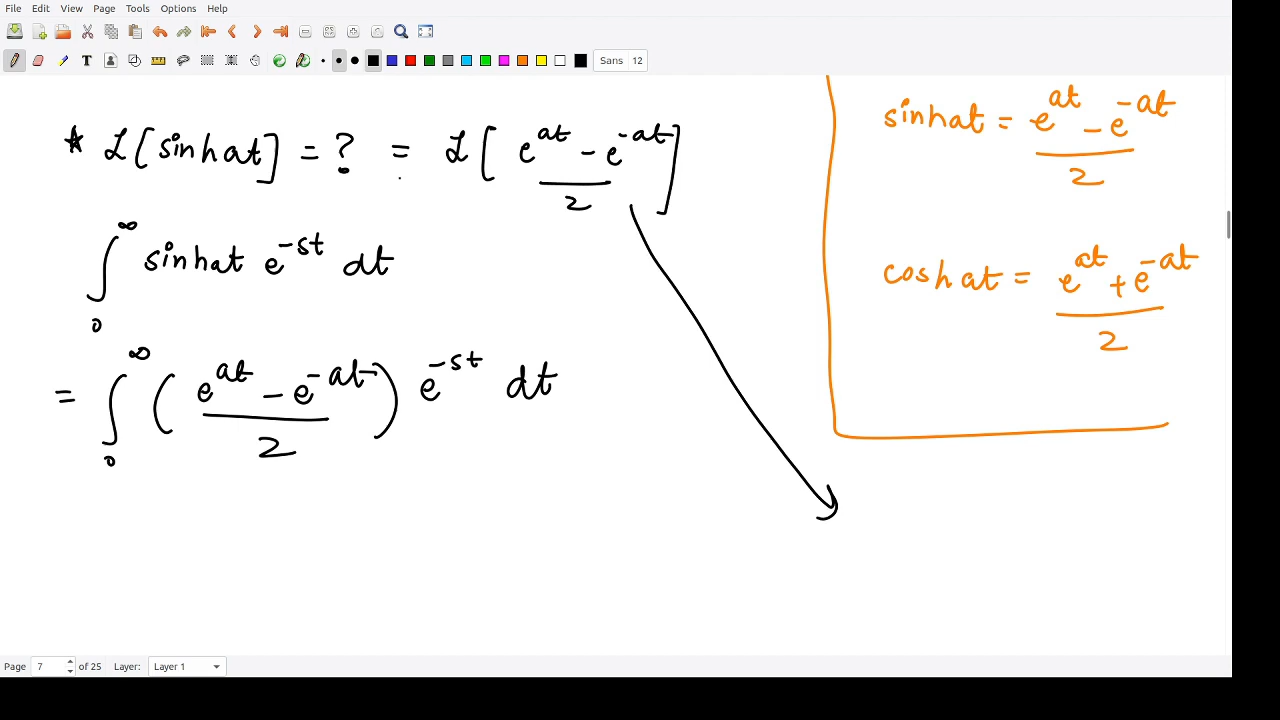 File Edit View Page Tools Options Help
T Sans 12
* ℒ[sinhat] = ? = ℒ[(e^{at} - e^{-at})/2]
∫_0^∞ sinhat e^{-st} dt
= ∫_0^∞ ((e^{at} - e^{-at})/2) e^{-st} dt
sinhat = (e^{at} - e^{-at})/2
coshat = (e^{at} + e^{-at})/2
Page 7 of 25 Layer: Layer 1